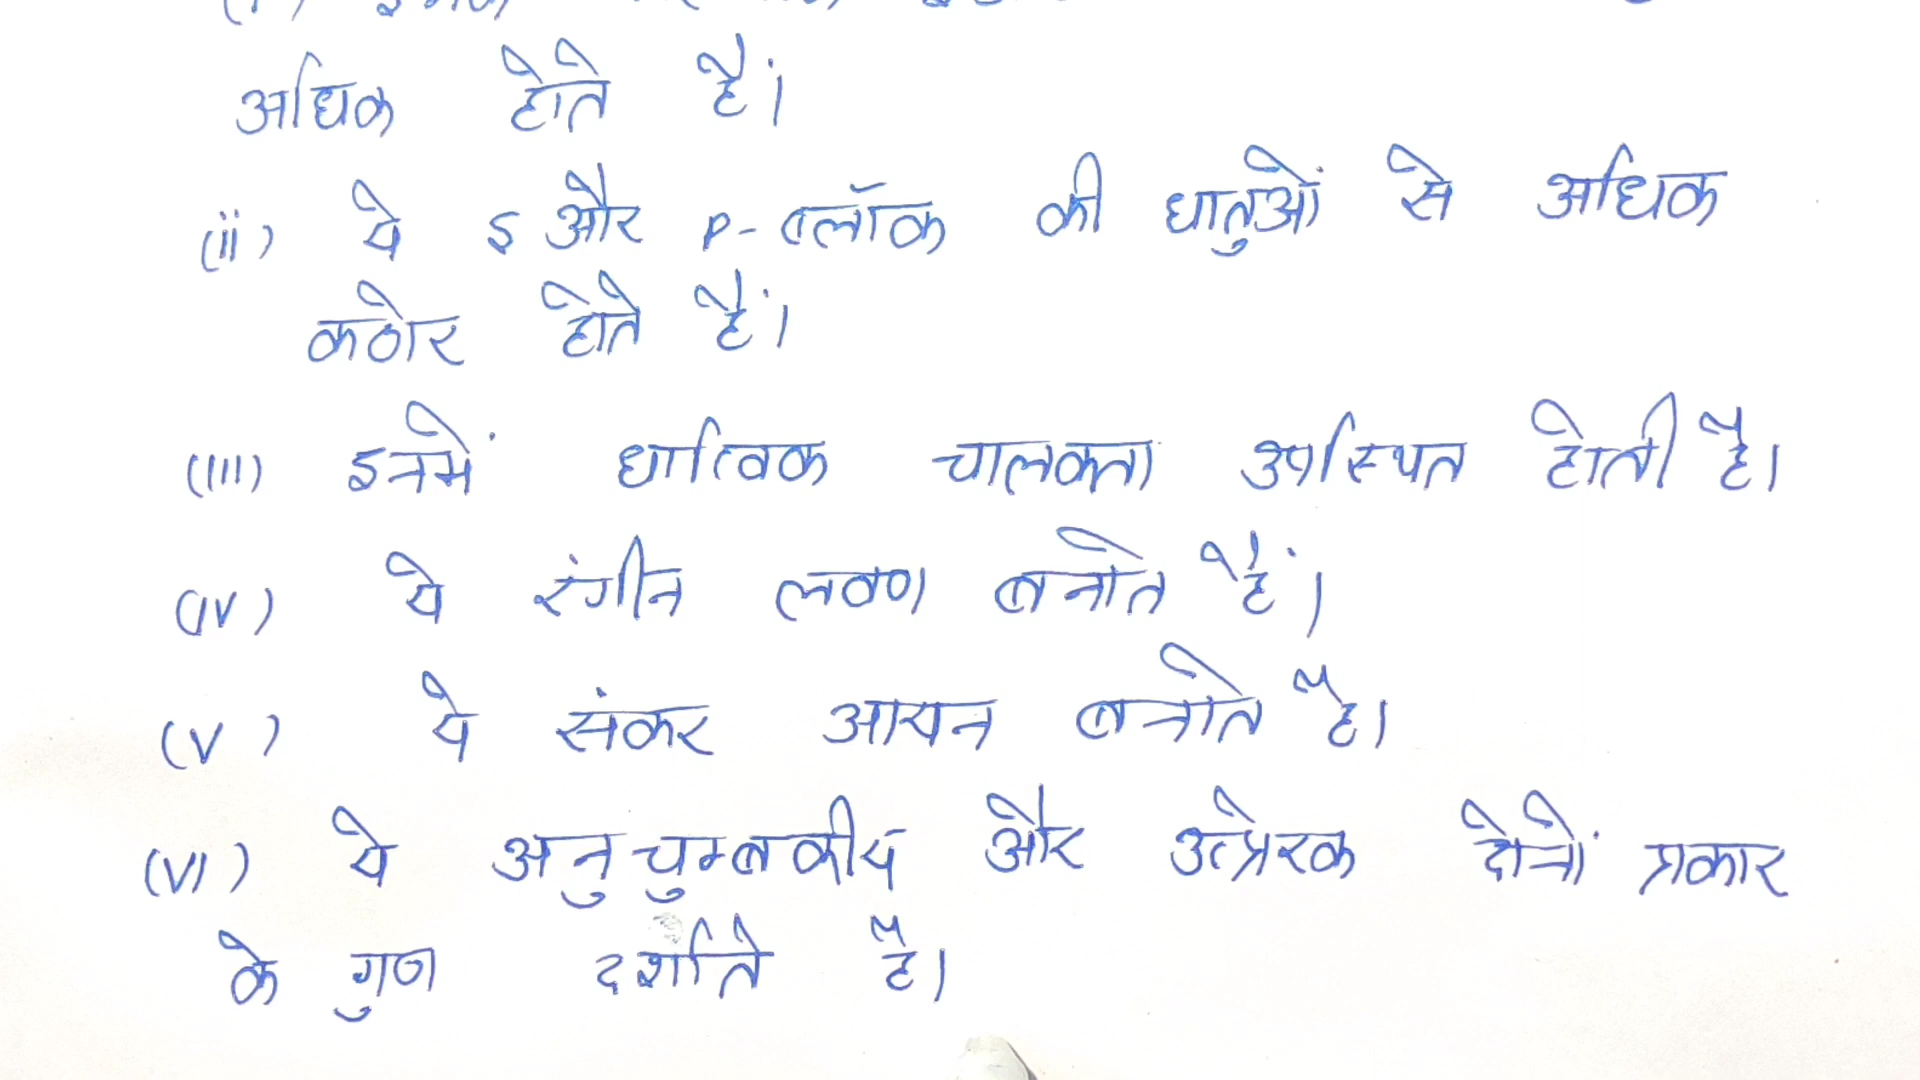 अधिक होते हैं।
(ii) ये s और p-ब्लॉक की धातुओं से अधिक
कठोर होते हैं।
(III) इनमें धात्विक चालकता उपस्थित होती है।
(IV) ये रंगीन लवण बनाते हैं।
(V) ये संकर आयन बनाते है।
(VI) ये अनुचुम्बकीय और उत्प्रेरक दोनों प्रकार
के गुण दर्शाते है।